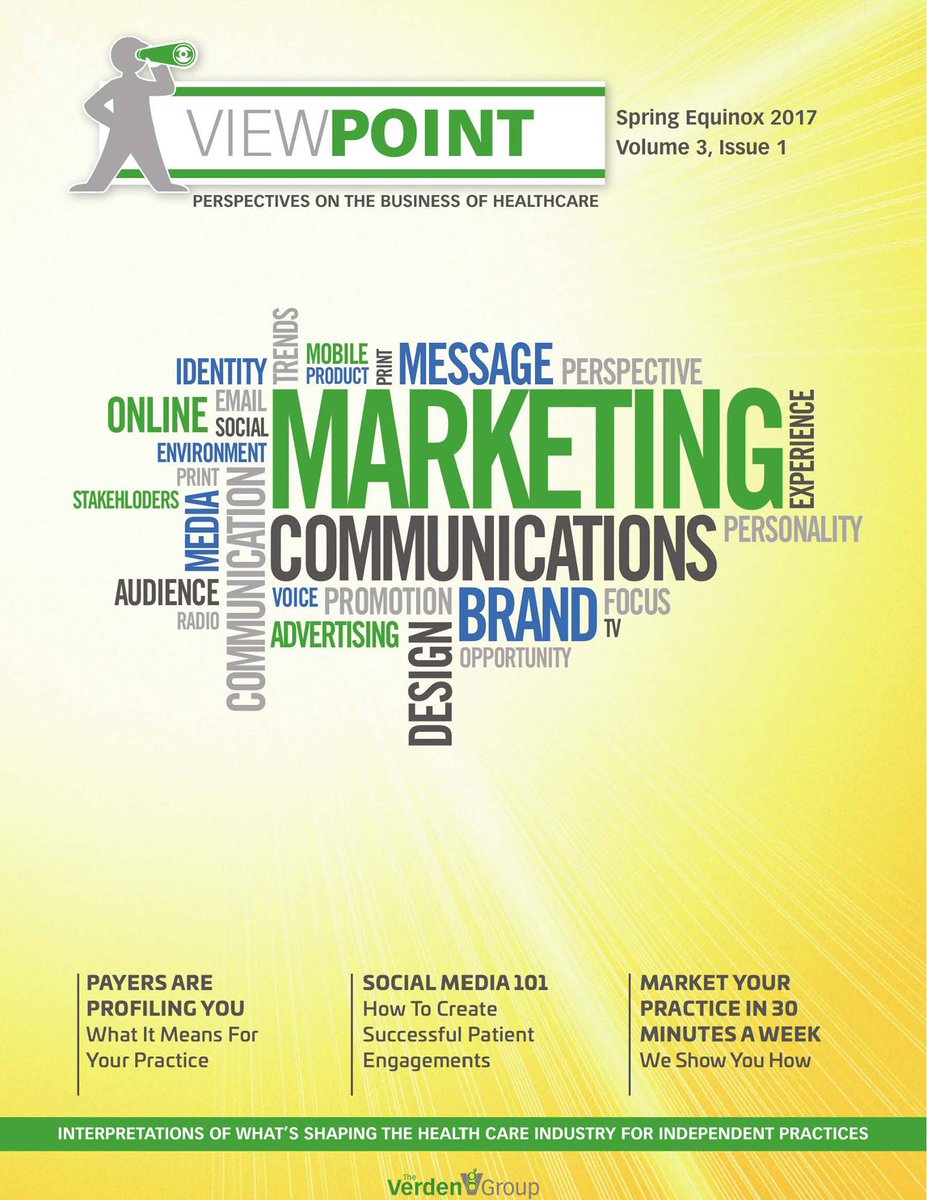 VIEWPOINT
Spring Equinox 2017
Volume 3, Issue 1
PERSPECTIVES ON THE BUSINESS OF HEALTHCARE
TRENDS
IDENTITY
MOBILE
PRODUCT
PRINT
MESSAGE
PERSPECTIVE
ONLINE
EMAIL
SOCIAL
MARKETING
EXPERIENCE
ENVIRONMENT
PRINT
STAKEHLODERS
MEDIA
COMMUNICATION
COMMUNICATIONS
PERSONALITY
AUDIENCE
RADIO
VOICE
PROMOTION
BRAND
FOCUS
TV
ADVERTISING
DESIGN
OPPORTUNITY
PAYERS ARE
PROFILING YOU
What It Means For
Your Practice
SOCIAL MEDIA 101
How To Create
Successful Patient
Engagements
MARKET YOUR
PRACTICE IN 30
MINUTES A WEEK
We Show You How
INTERPRETATIONS OF WHAT'S SHAPING THE HEALTH CARE INDUSTRY FOR INDEPENDENT PRACTICES
The Verden Group